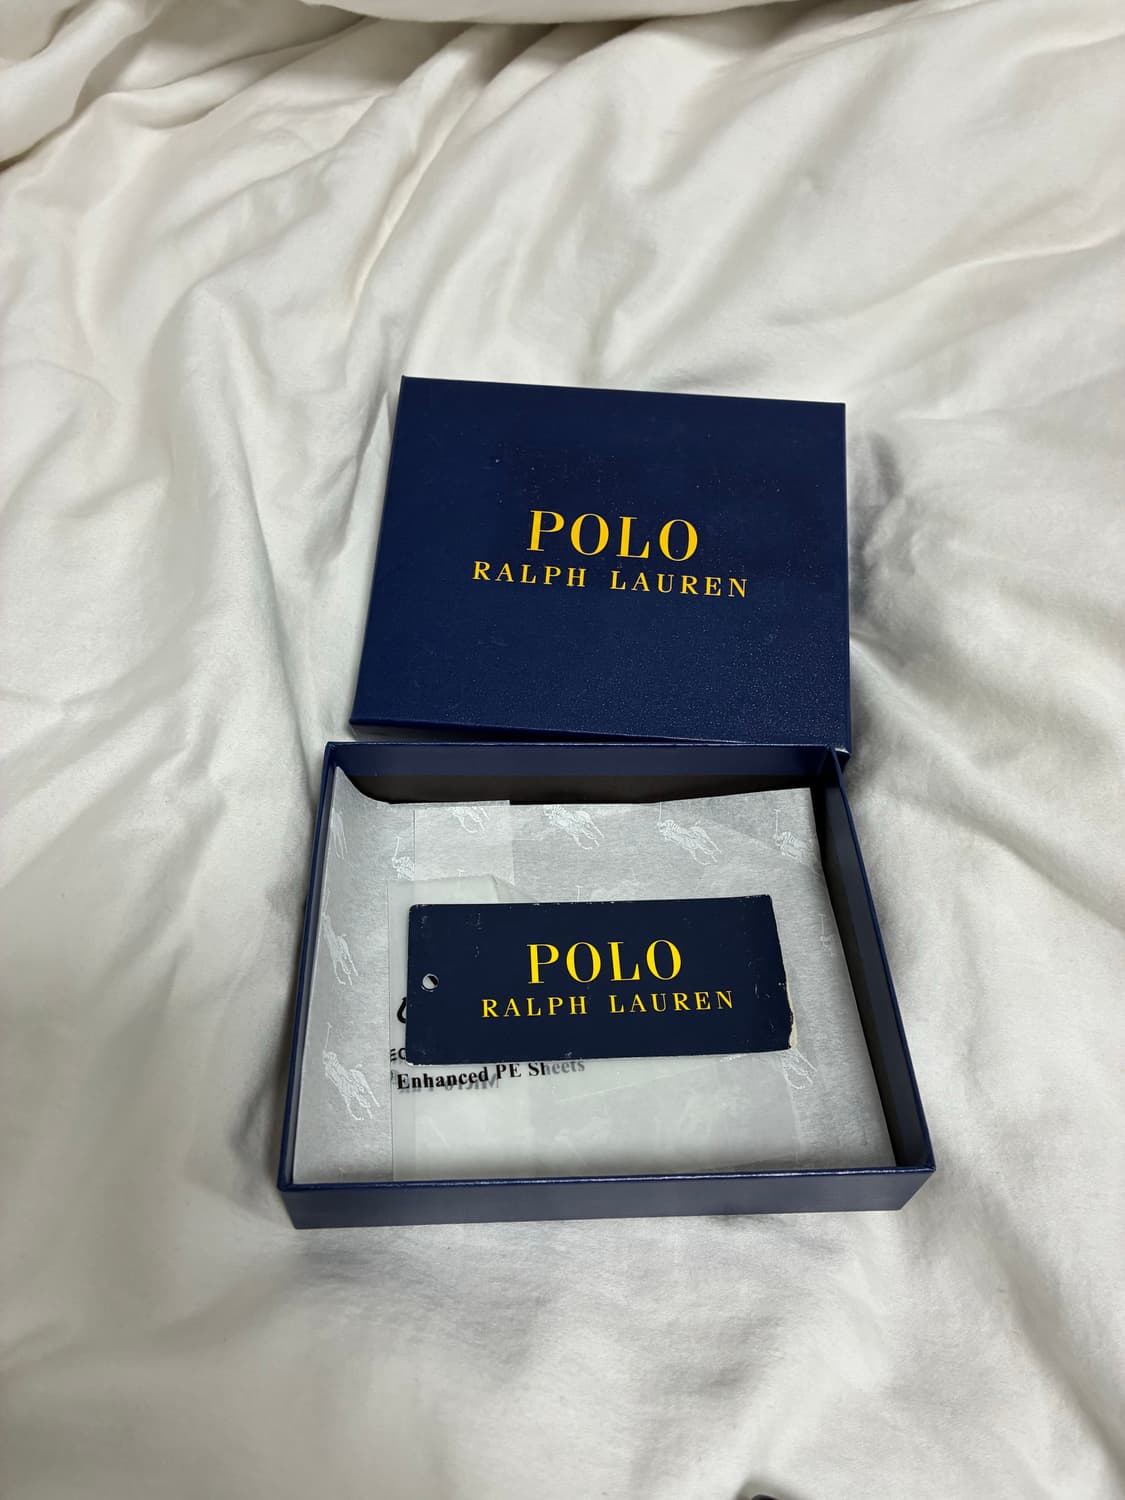 POLO
RALPH LAUREN
POLO
RALPH LAUREN
Enhanced PE Sheets